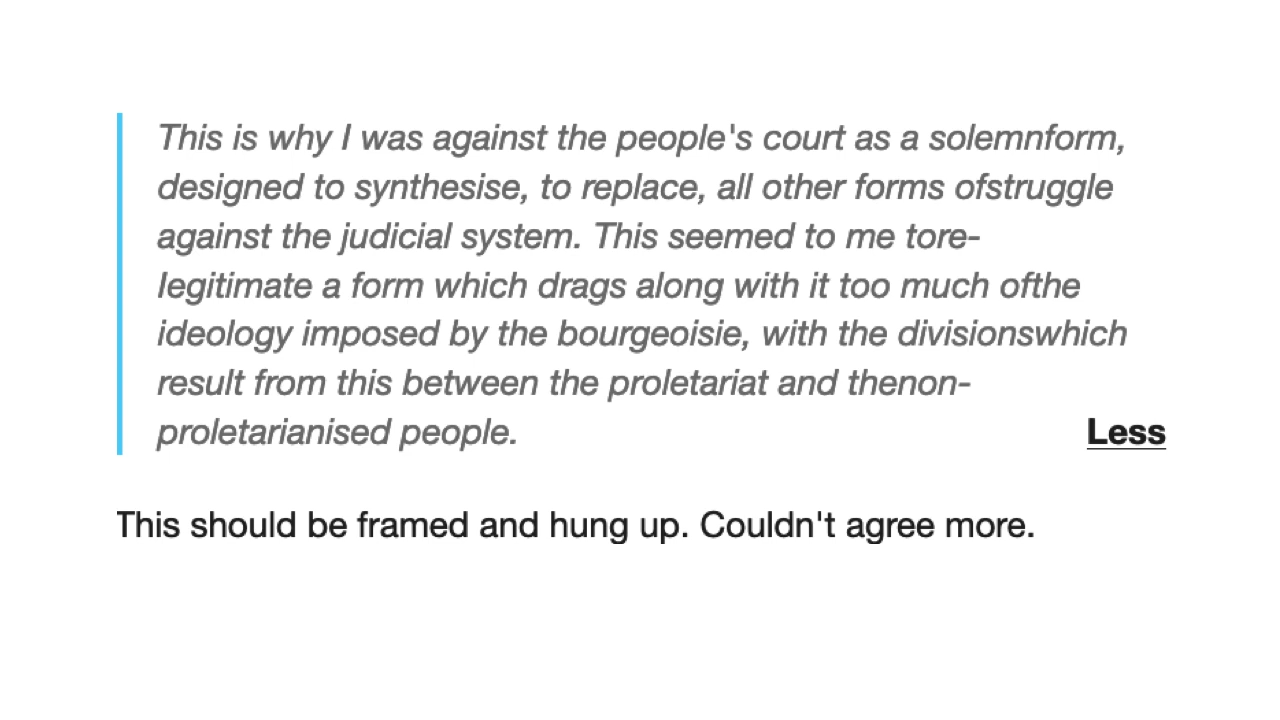 This is why I was against the people's court as a solemnform,
designed to synthesise, to replace, all other forms ofstruggle
against the judicial system. This seemed to me tore-
legitimate a form which drags along with it too much ofthe
ideology imposed by the bourgeoisie, with the divisionswhich
result from this between the proletariat and thenon-
proletarianised people.
Less
This should be framed and hung up. Couldn't agree more.